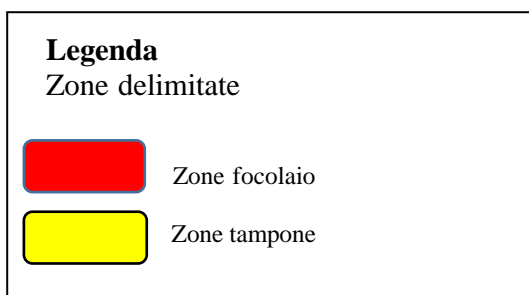 Legenda
Zone delimitate
Zone focolaio
Zone tampone